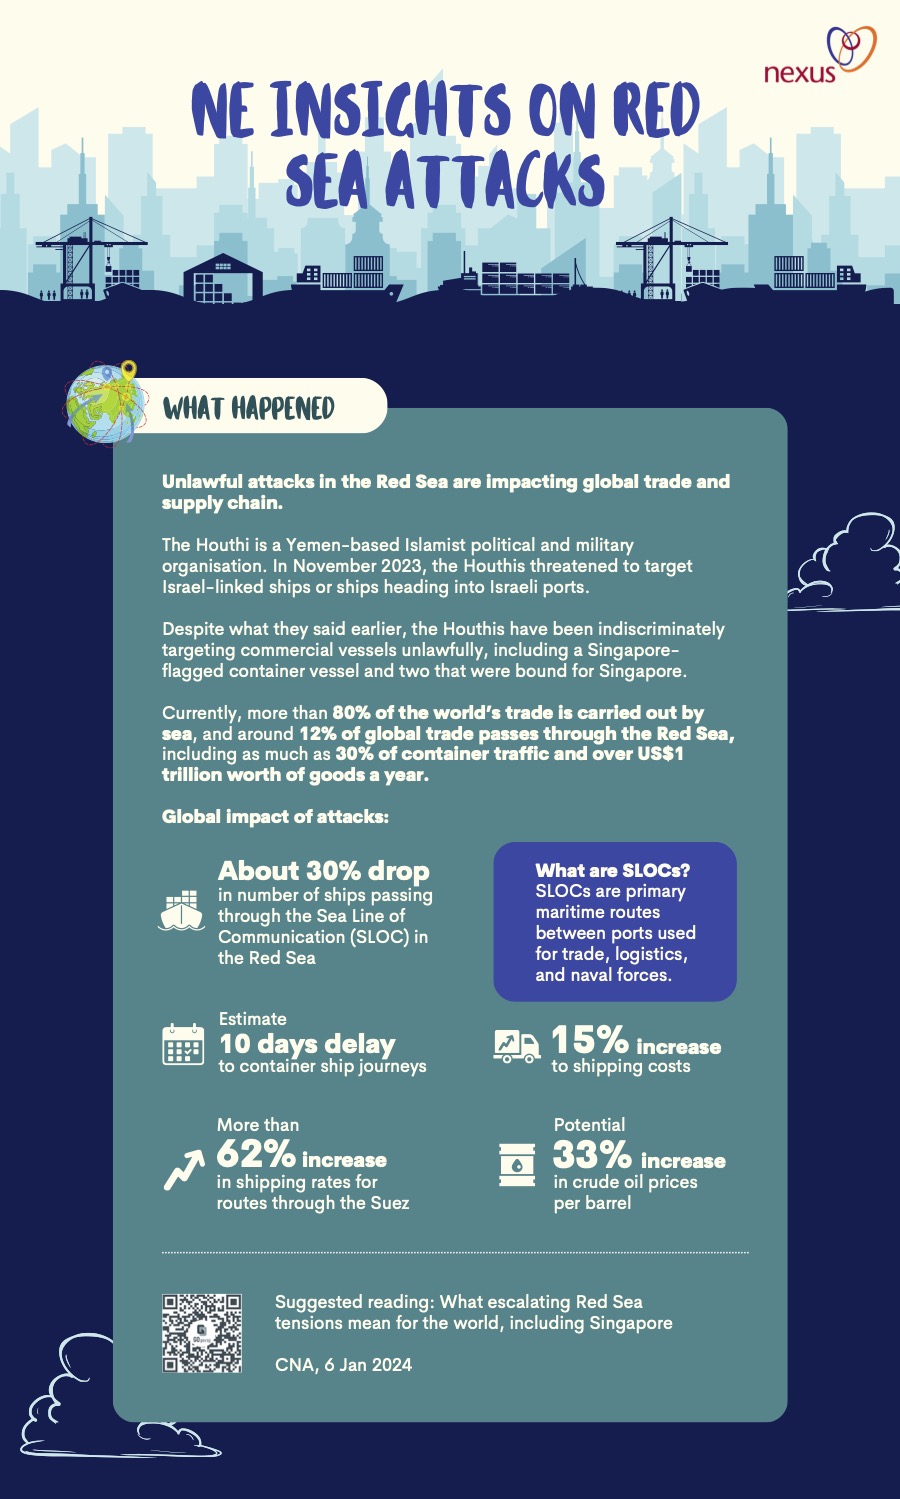 nexus
NE INSIGHTS ON RED
SEA ATTACKS
WHAT HAPPENED
Unlawful attacks in the Red Sea are impacting global trade and
supply chain.
The Houthi is a Yemen-based Islamist political and military
organisation. In November 2023, the Houthis threatened to target
Israel-linked ships or ships heading into Israeli ports.
Despite what they said earlier, the Houthis have been indiscriminately
targeting commercial vessels unlawfully, including a Singapore-
flagged container vessel and two that were bound for Singapore.
Currently, more than 80% of the world's trade is carried out by
sea, and around 12% of global trade passes through the Red Sea,
including as much as 30% of container traffic and over US$1
trillion worth of goods a year.
Global impact of attacks:
About 30% drop
in number of ships passing
through the Sea Line of
Communication (SLOC) in
the Red Sea
What are SLOCs?
SLOCs are primary
maritime routes
between ports used
for trade, logistics,
and naval forces.
Estimate
10 days delay
to container ship journeys
15% increase
to shipping costs
More than
62% increase
in shipping rates for
routes through the Suez
Potential
33% increase
in crude oil prices
per barrel
Suggested reading: What escalating Red Sea
tensions mean for the world, including Singapore
CNA, 6 Jan 2024